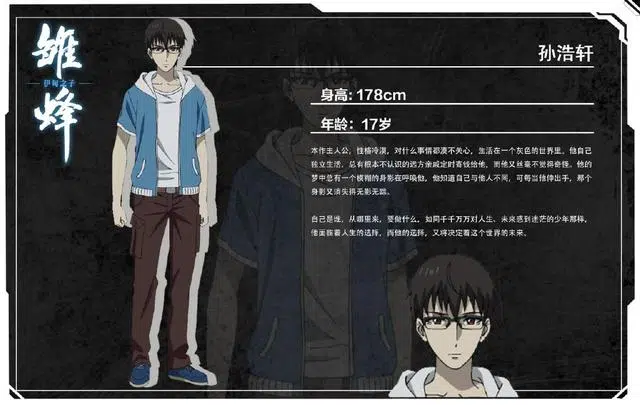 雏蜂
伊甸之子
孙浩轩
身高: 178cm
年龄: 17岁
本作主人公，性格冷漠，对什么事情都漠不关心，生活在一个灰色的世界里。他自己
独立生活，总有根本不认识的远方亲戚定时寄钱给他，而他又丝毫不觉得奇怪。他的
梦中总有一个模糊的身影在呼唤他，他知道自己与他人不同，可每当他伸出手，那个
身影又消失得无影无踪。
自己是谁，从哪里来，要做什么，如同千千万万对人生、未来感到迷茫的少年那样，
他面临着人生的选择，而他的选择，又将决定着这个世界的未来。